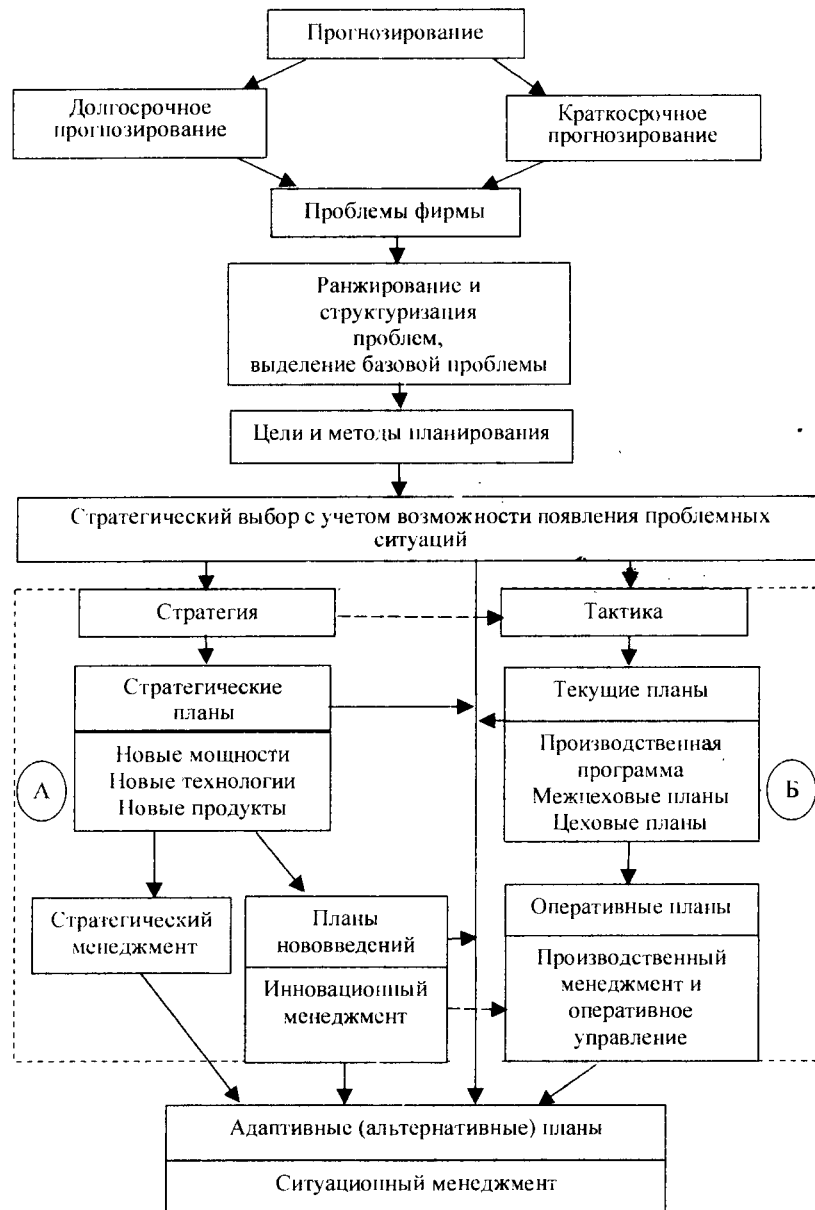 Прогнозирование
Долгосрочное
прогнозирование
Краткосрочное
прогнозирование
Проблемы фирмы
Ранжирование и
структуризация
проблем,
выделение базовой проблемы
Цели и методы планирования
Стратегический выбор с учетом возможности появления проблемных
ситуаций
Стратегия
Тактика
Стратегические
планы
Текущие планы
Новые мощности
Новые технологии
Новые продукты
А
Производственная
программа
Межцеховые планы
Цеховые планы
Б
Стратегический
менеджмент
Планы
нововведений
Инновационный
менеджмент
Оперативные планы
Производственный
менеджмент и
оперативное
управление
Адаптивные (альтернативные) планы
Ситуационный менеджмент